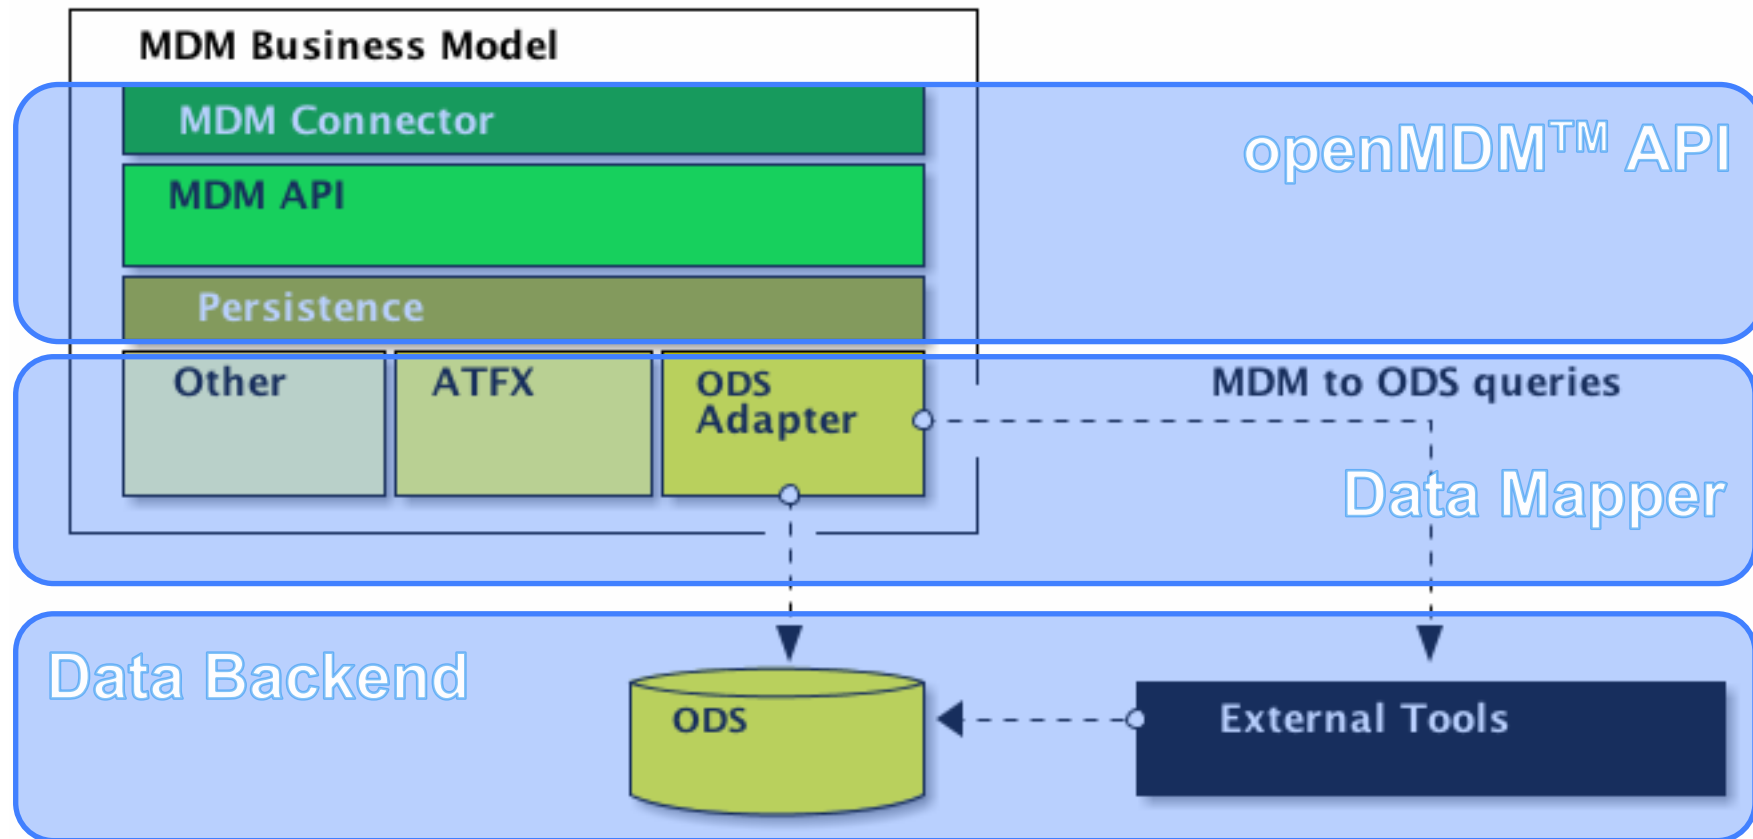 MDM Business Model
MDM Connector
openMDM™ API
MDM API
Persistence
Other
ATFX
ODS
Adapter
MDM to ODS queries
Data Mapper
Data Backend
ODS
External Tools